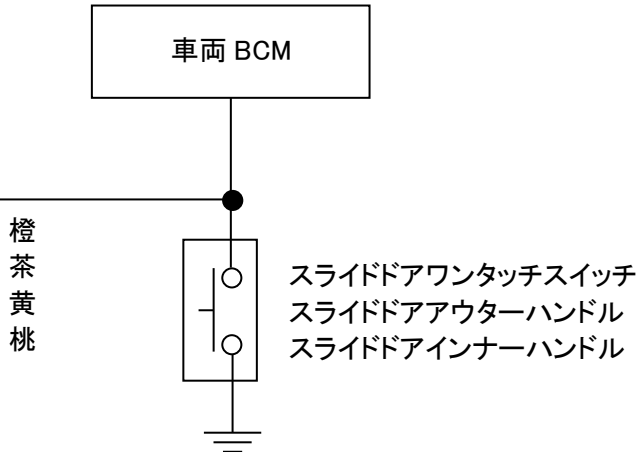 車両 BCM
橙
茶
黄
桃
スライドドアワンタッチスイッチ
スライドドアアウターハンドル
スライドドアインナーハンドル